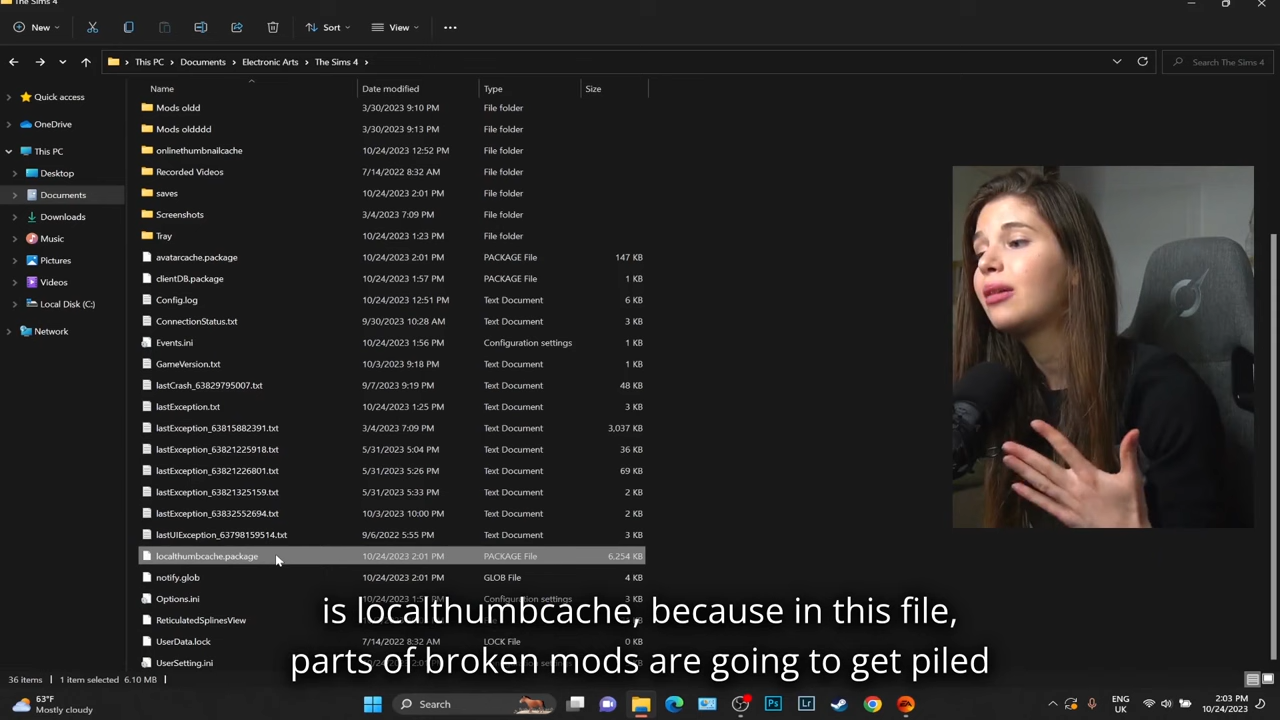 New
Sort
View
This PC > Documents > Electronic Arts > The Sims 4 >
Search The Sims 4
Name Date modified Type Size
Quick access
OneDrive
This PC
Desktop
Documents
Downloads
Music
Pictures
Videos
Local Disk (C:)
Network
Mods oldd 3/30/2023 9:10 PM File folder
Mods oldddd 3/30/2023 9:13 PM File folder
onlinethumbnailcache 10/24/2023 12:52 PM File folder
Recorded Videos 7/14/2022 8:32 AM File folder
saves 10/24/2023 2:01 PM File folder
Screenshots 3/4/2023 7:09 PM File folder
Tray 10/24/2023 1:23 PM File folder
avatarcache.package 10/24/2023 2:01 PM PACKAGE File 147 KB
clientDB.package 10/24/2023 1:57 PM PACKAGE File 1 KB
Config.log 10/24/2023 12:51 PM Text Document 6 KB
ConnectionStatus.txt 9/30/2023 10:28 AM Text Document 3 KB
Events.ini 10/24/2023 1:56 PM Configuration settings 1 KB
GameVersion.txt 10/3/2023 9:18 PM Text Document 1 KB
lastCrash_63829795007.txt 9/7/2023 9:19 PM Text Document 48 KB
lastException.txt 10/24/2023 1:25 PM Text Document 3 KB
lastException_63815882391.txt 3/4/2023 7:09 PM Text Document 3,037 KB
lastException_63821225918.txt 5/31/2023 5:04 PM Text Document 36 KB
lastException_63821226801.txt 5/31/2023 5:26 PM Text Document 69 KB
lastException_63821325159.txt 5/31/2023 5:33 PM Text Document 2 KB
lastException_63832552694.txt 10/3/2023 10:00 PM Text Document 2 KB
lastUIException_63798159514.txt 9/6/2022 5:55 PM Text Document 3 KB
localthumbcache.package 10/24/2023 2:01 PM PACKAGE File 6,254 KB
notify.glob 10/24/2023 2:01 PM GLOB File 4 KB
Options.ini
ReticulatedSplinesView
UserData.lock 7/14/2022 8:32 AM LOCK File 0 KB
UserSetting.ini
is localthumbcache, because in this file,
parts of broken mods are going to get piled
36 items 1 item selected 6.10 MB
63°F
Mostly cloudy
Search
Ps
Lr
ENG
UK
2:03 PM
10/24/2023